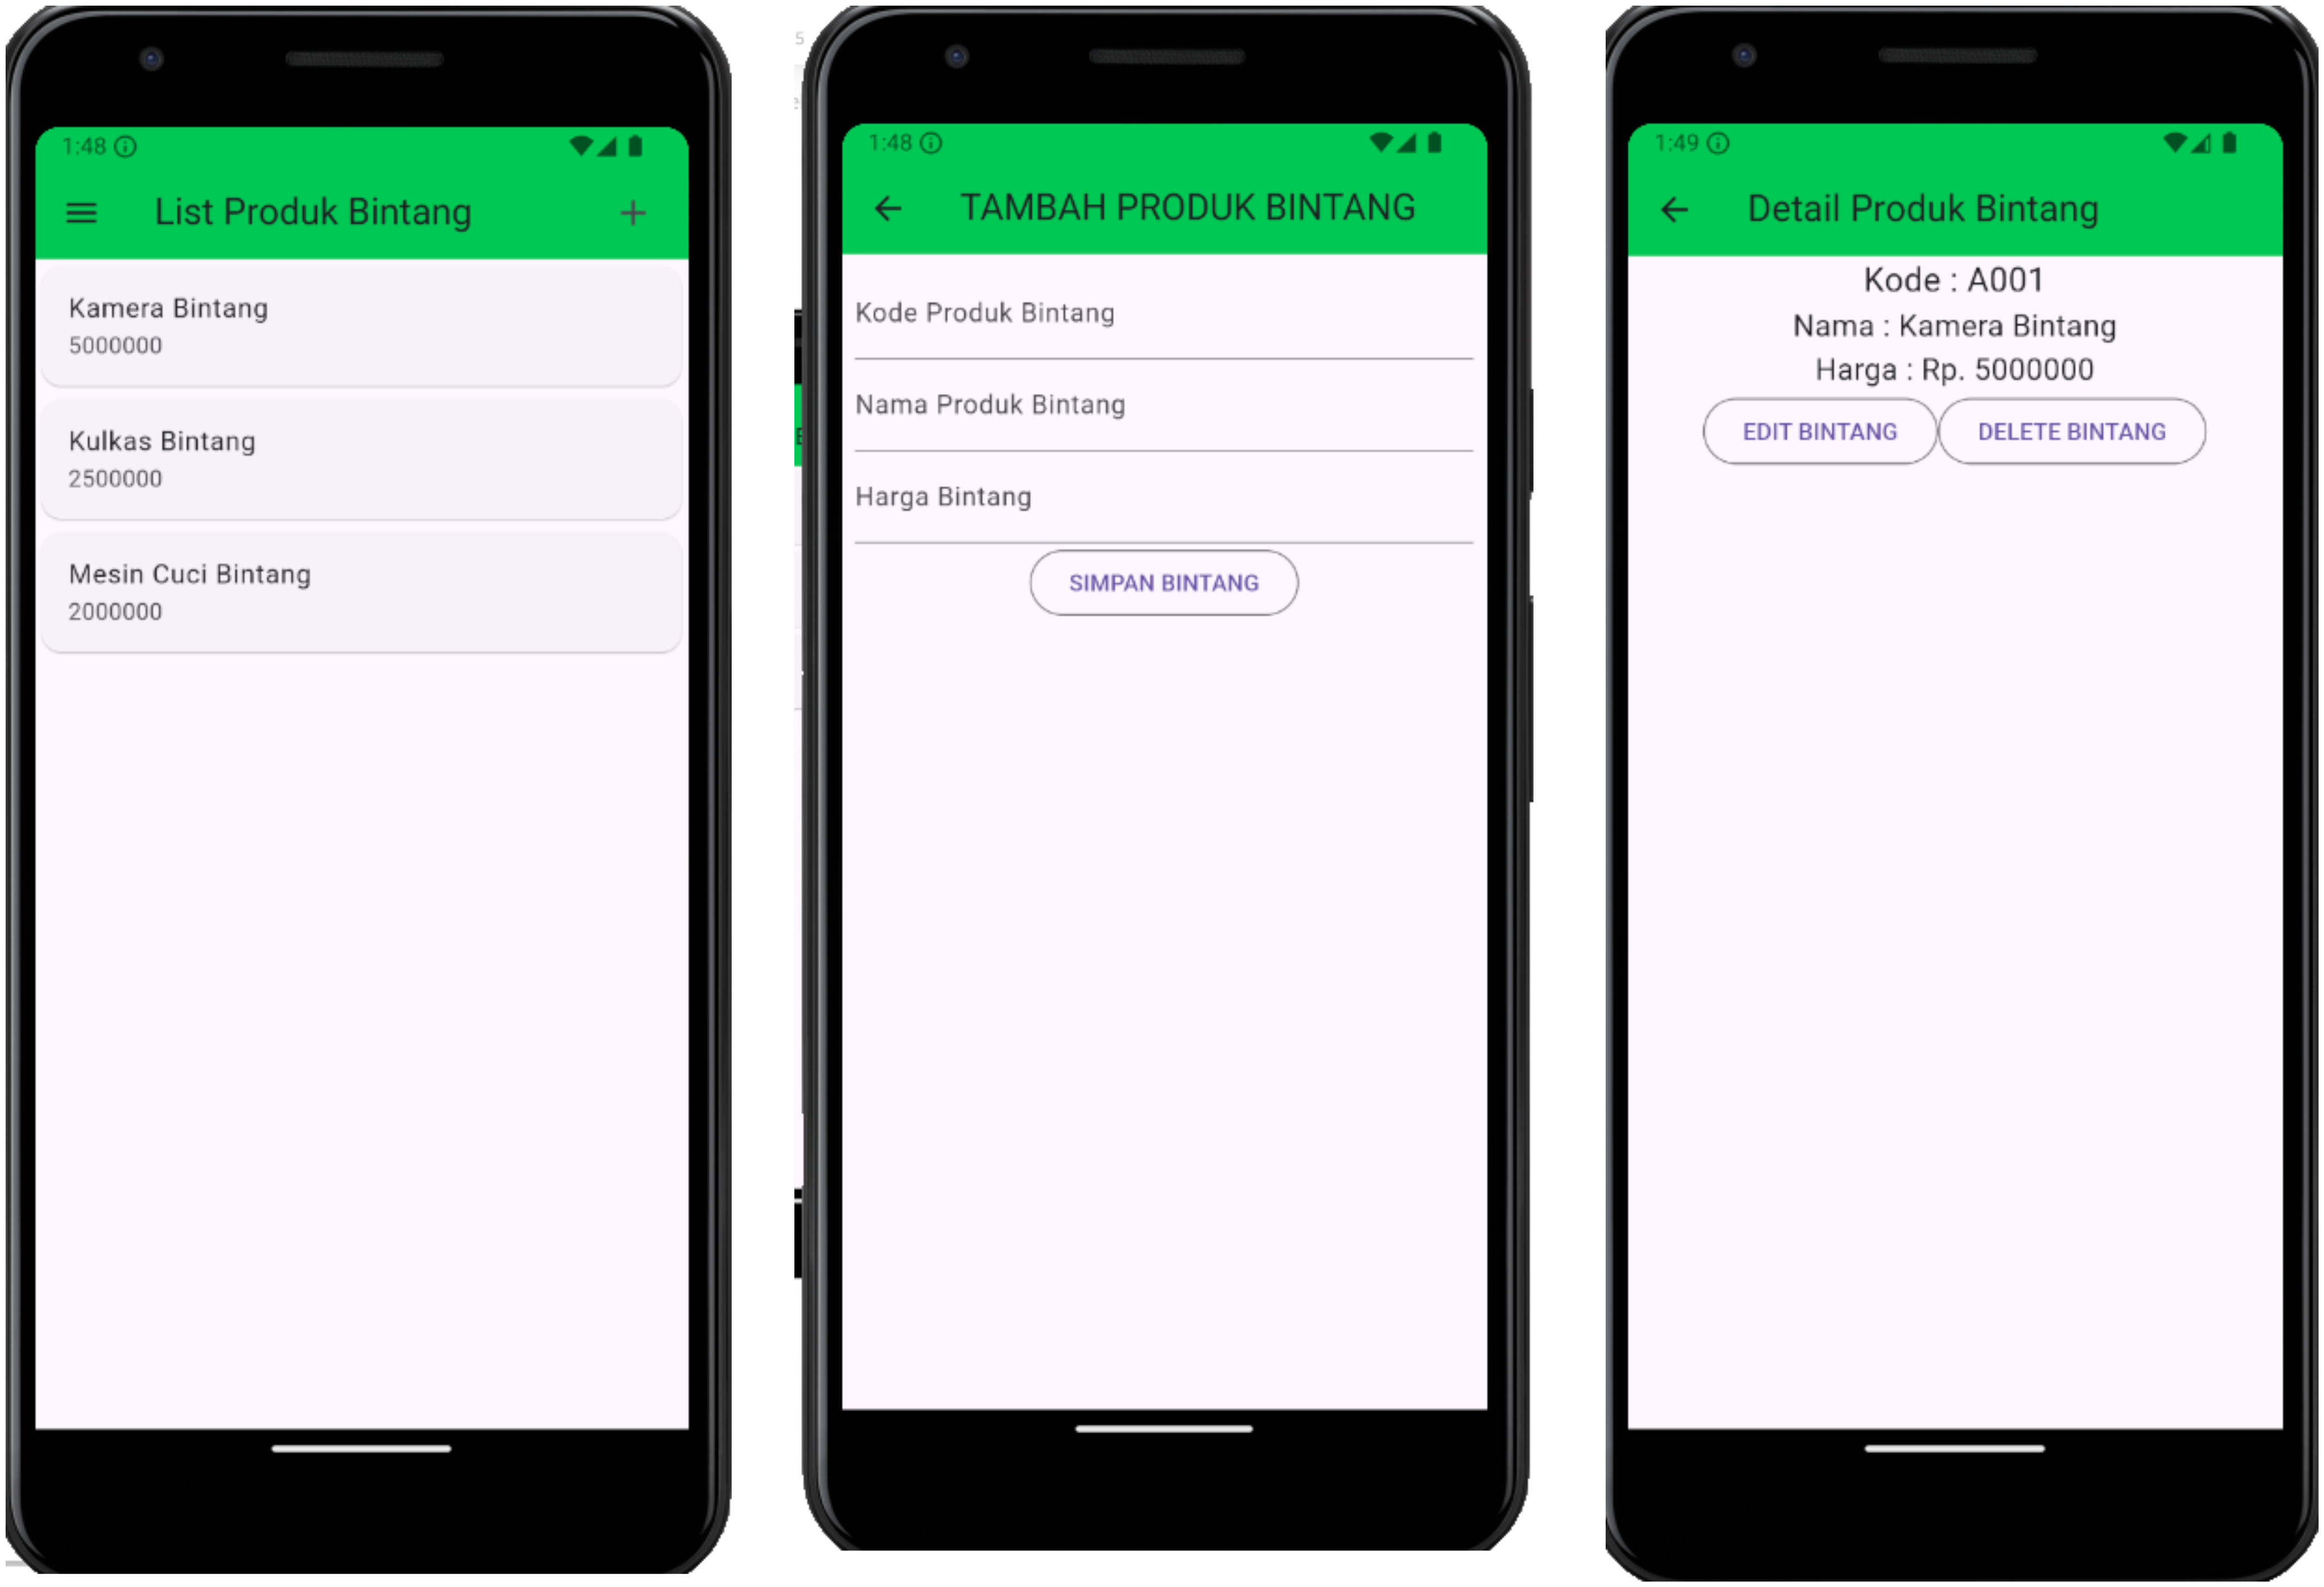 1:48
List Produk Bintang
Kamera Bintang
5000000
Kulkas Bintang
2500000
Mesin Cuci Bintang
2000000
5
1:48
TAMBAH PRODUK BINTANG
Kode Produk Bintang
Nama Produk Bintang
Harga Bintang
SIMPAN BINTANG
1:49
Detail Produk Bintang
Kode : A001
Nama : Kamera Bintang
Harga : Rp. 5000000
EDIT BINTANG
DELETE BINTANG